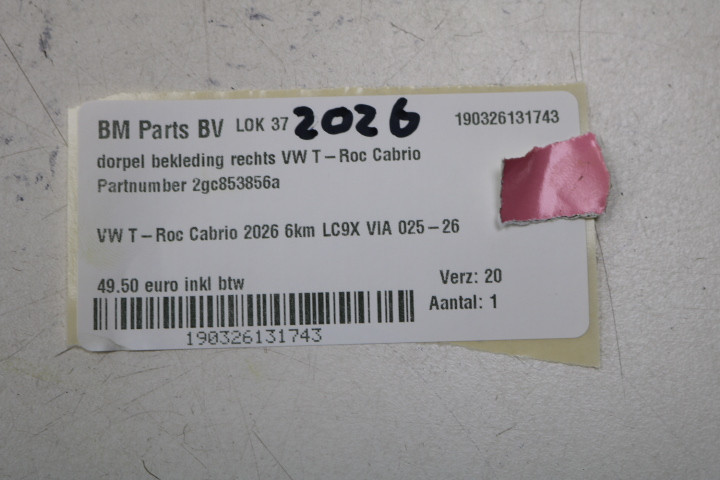 BM Parts BV LOK 37 2026 190326131743
dorpel bekleding rechts VW T-Roc Cabrio
Partnumber 2gc853856a
VW T-Roc Cabrio 2026 6km LC9X VIA 025-26
49.50 euro inkl btw Verz: 20
Aantal: 1
190326131743